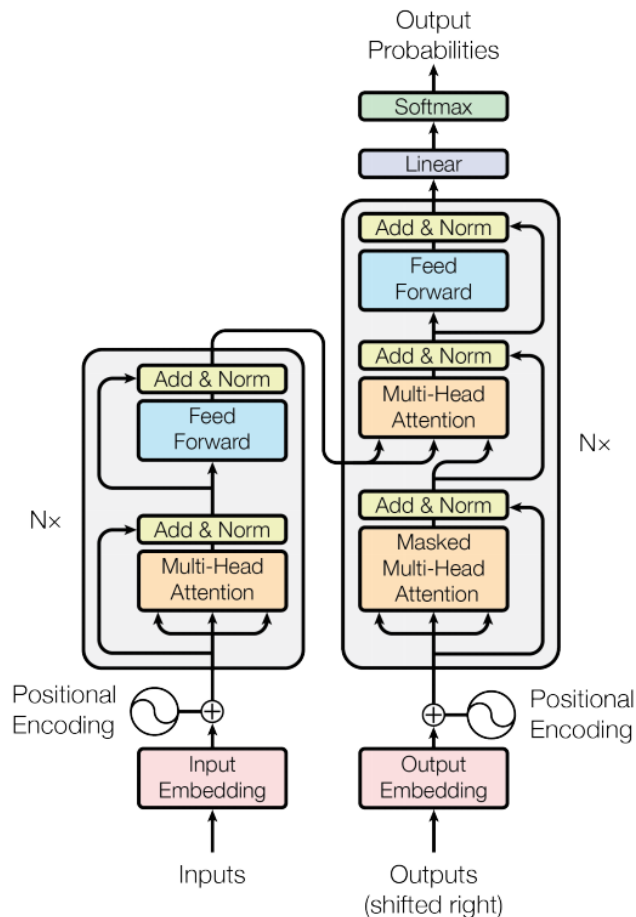 Output
Probabilities
Softmax
Linear
Add & Norm
Feed
Forward
Add & Norm
Multi-Head
Attention
Nx
Add & Norm
Masked
Multi-Head
Attention
Positional
Encoding
Output
Embedding
Outputs
(shifted right)
Add & Norm
Feed
Forward
Nx
Add & Norm
Multi-Head
Attention
Positional
Encoding
Input
Embedding
Inputs